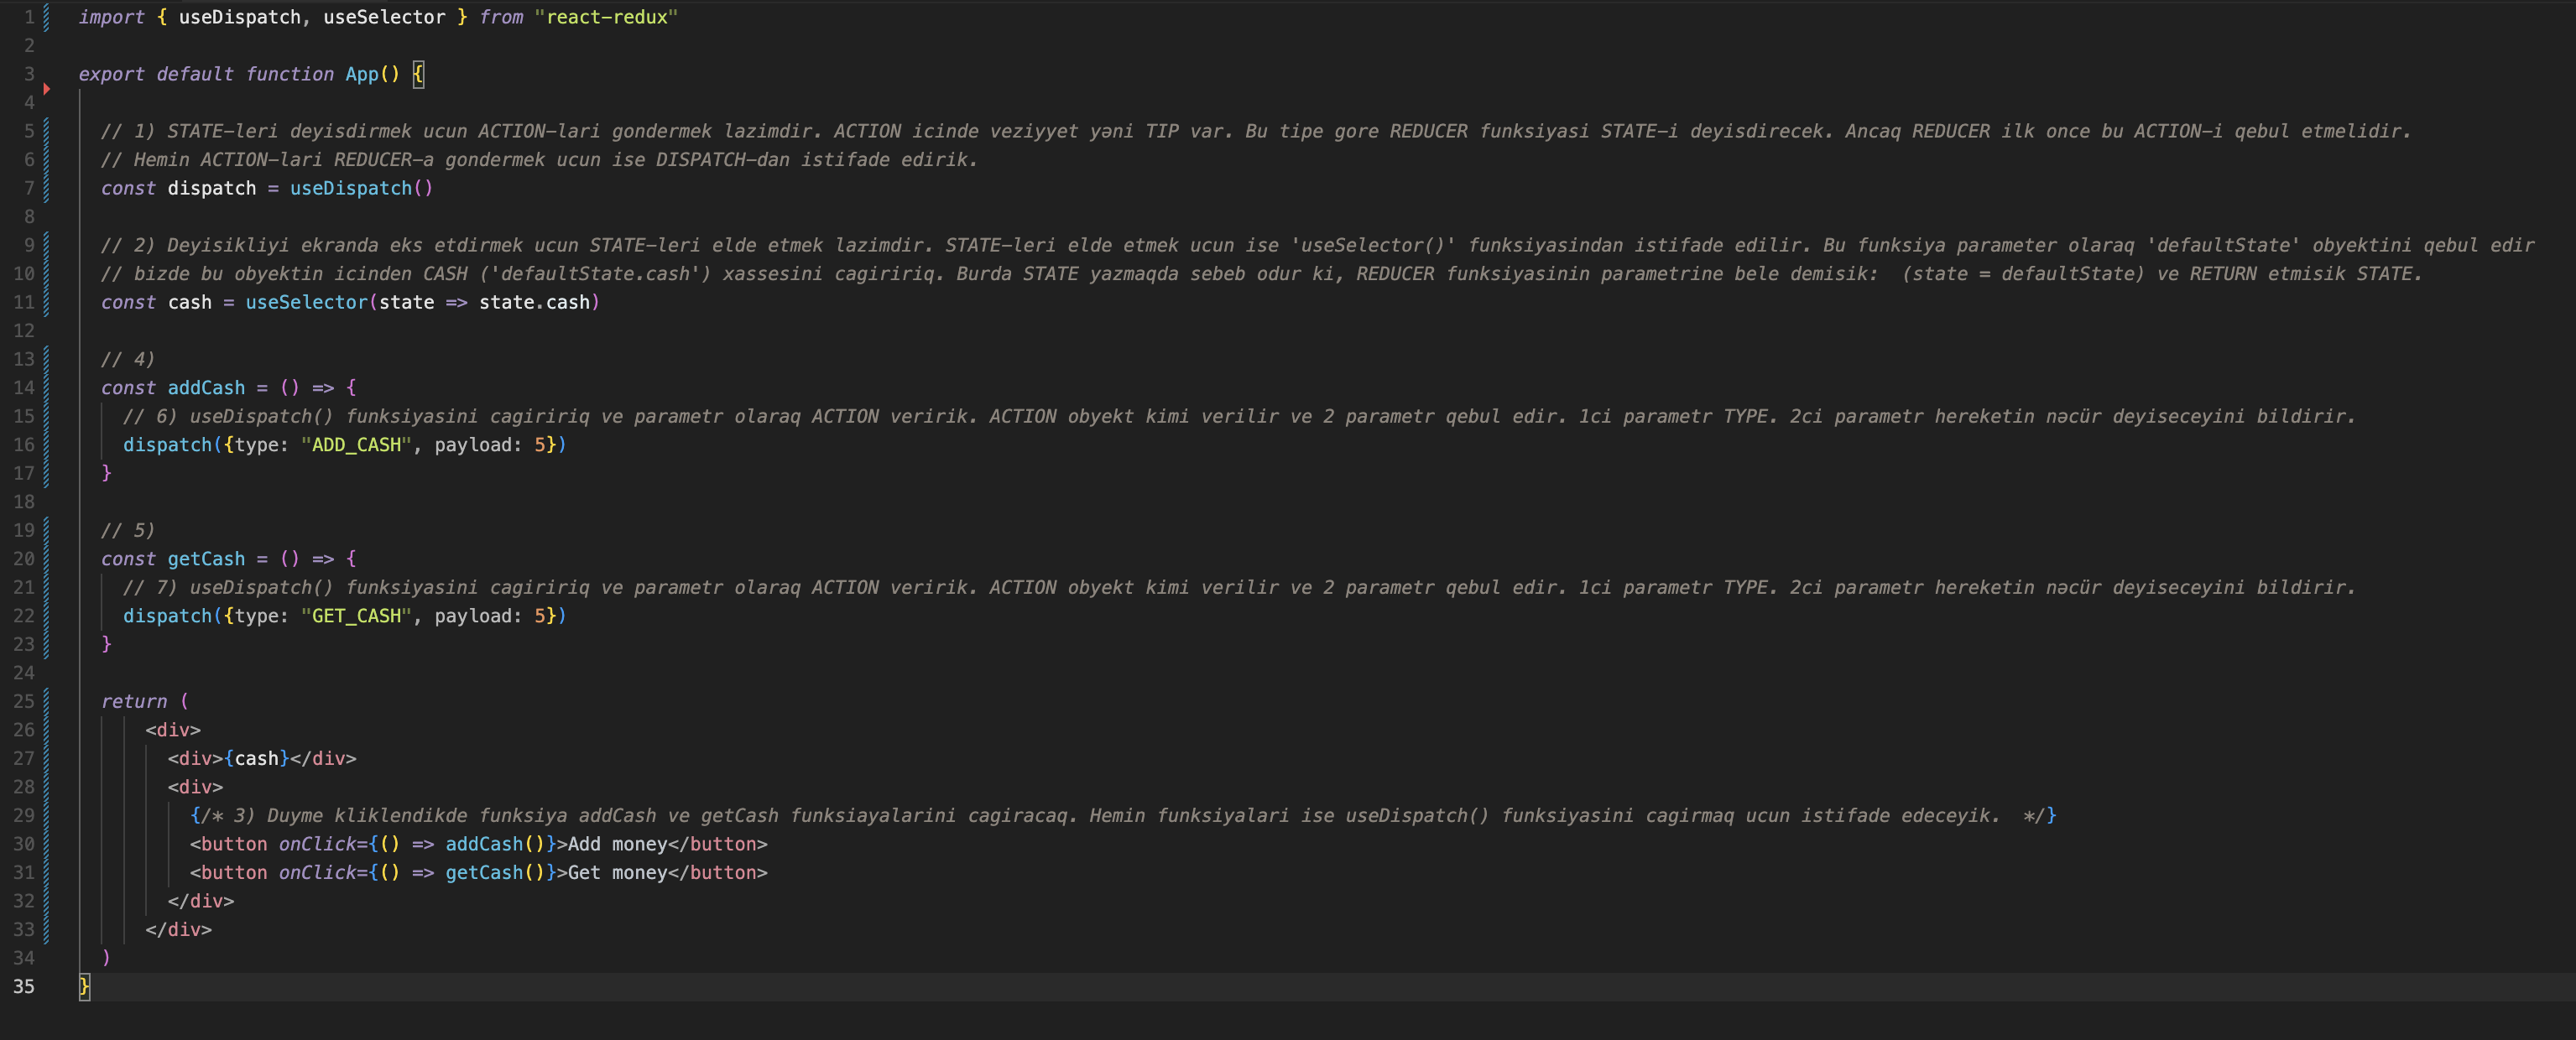 1 import { useDispatch, useSelector } from "react-redux"
2
3 export default function App() {
4
5 // 1) STATE-leri deyisdirmek ucun ACTION-lari gondermek lazimdir. ACTION icinde veziyyet yəni TIP var. Bu tipe gore REDUCER funksiyasi STATE-i deyisdirecek. Ancaq REDUCER ilk once bu ACTION-i qebul etmelidir.
6 // Hemin ACTION-lari REDUCER-a gondermek ucun ise DISPATCH-dan istifade edirik.
7 const dispatch = useDispatch()
8
9 // 2) Deyisikliyi ekranda eks etdirmek ucun STATE-leri elde etmek lazimdir. STATE-leri elde etmek ucun ise 'useSelector()' funksiyasindan istifade edilir. Bu funksiya parameter olaraq 'defaultState' obyektini qebul edir
10 // bizde bu obyektin icinden CASH ('defaultState.cash') xassesini cagiririq. Burda STATE yazmaqda sebeb odur ki, REDUCER funksiyasinin parametrine bele demisik:  (state = defaultState) ve RETURN etmisik STATE.
11 const cash = useSelector(state => state.cash)
12
13 // 4)
14 const addCash = () => {
15 // 6) useDispatch() funksiyasini cagiririq ve parametr olaraq ACTION veririk. ACTION obyekt kimi verilir ve 2 parametr qebul edir. 1ci parametr TYPE. 2ci parametr hereketin nəcür deyiseceyini bildirir.
16 dispatch({type: "ADD_CASH", payload: 5})
17 }
18
19 // 5)
20 const getCash = () => {
21 // 7) useDispatch() funksiyasini cagiririq ve parametr olaraq ACTION veririk. ACTION obyekt kimi verilir ve 2 parametr qebul edir. 1ci parametr TYPE. 2ci parametr hereketin nəcür deyiseceyini bildirir.
22 dispatch({type: "GET_CASH", payload: 5})
23 }
24
25 return (
26 <div>
27 <div>{cash}</div>
28 <div>
29 {/* 3) Duyme kliklendikde funksiya addCash ve getCash funksiayalarini cagiracaq. Hemin funksiyalari ise useDispatch() funksiyasini cagirmaq ucun istifade edeceyik.  */}
30 <button onClick={() => addCash()}>Add money</button>
31 <button onClick={() => getCash()}>Get money</button>
32 </div>
33 </div>
34 )
35 }